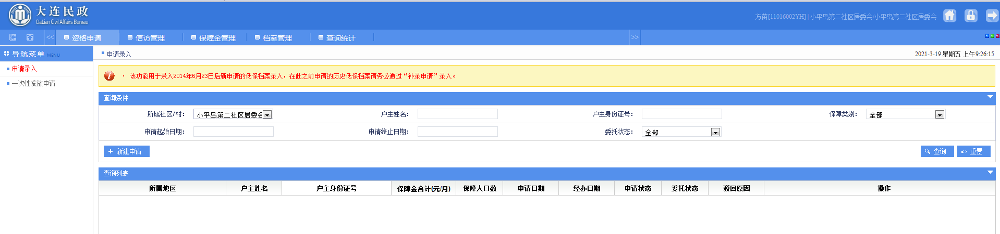 大连民政
DaLian Civil Affairs Bureau
方苗[11016002YH] | 小平岛第二社区居委会/小平岛第二社区居委会
<< 资格申请 信访管理 保障金管理 档案管理 查询统计 >>
导航菜单 MENU
申请录入
一次性发放申请
申请录入
2021-3-19 星期五 上午9:26:15
· 该功能用于录入2014年6月23日后新申请的低保档案录入，在此之前申请的历史低保档案请务必通过“补录申请”录入。
查询条件
所属社区/村： 小平岛第二社区居委会 户主姓名： 户主身份证号： 保障类别： 全部
申请起始日期： 申请终止日期： 委托状态： 全部
新建申请 查询 重置
查询列表
所属地区 户主姓名 户主身份证号 保障金合计(元/月) 保障人口数 申请日期 经办日期 申请状态 委托状态 驳回原因 操作